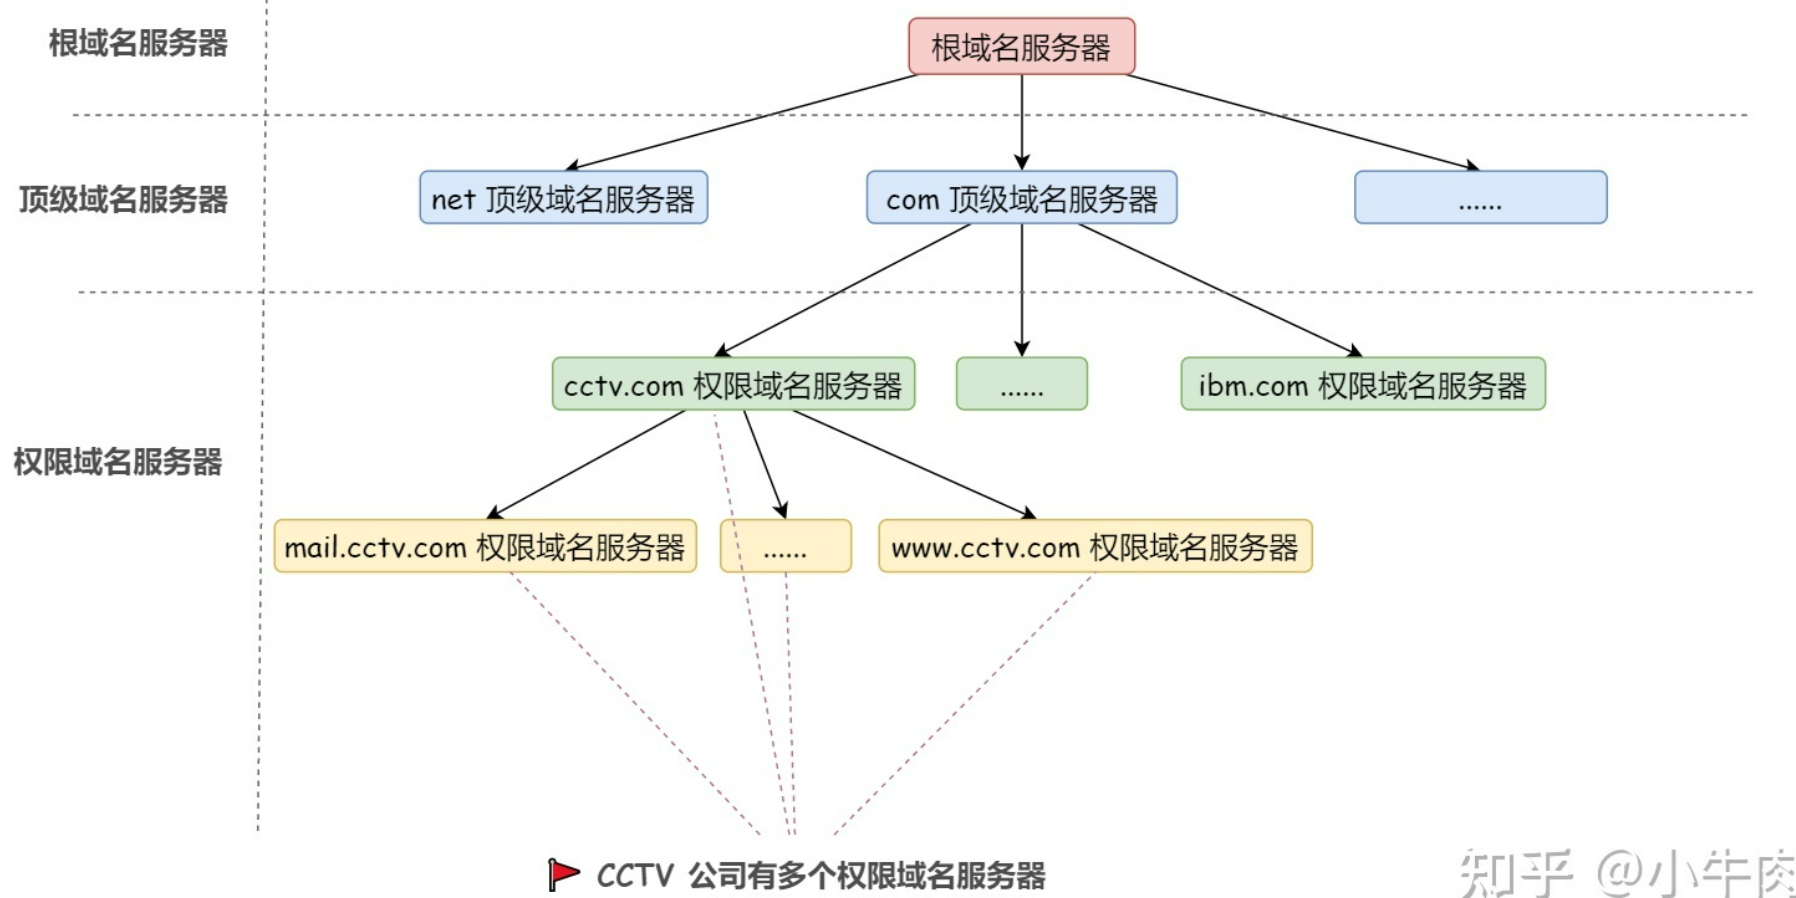 根域名服务器
根域名服务器
顶级域名服务器
net 顶级域名服务器
com 顶级域名服务器
......
cctv.com 权限域名服务器
......
ibm.com 权限域名服务器
权限域名服务器
mail.cctv.com 权限域名服务器
......
www.cctv.com 权限域名服务器
CCTV 公司有多个权限域名服务器
知乎 @小牛肉